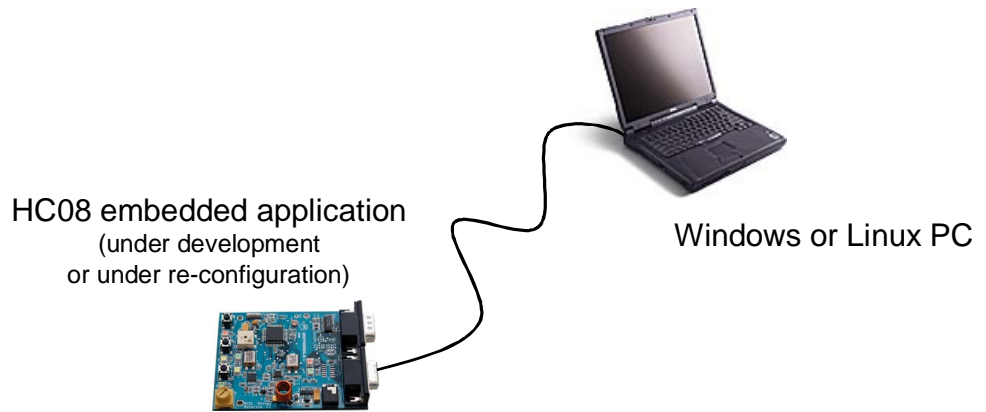 HC08 embedded application
(under development
or under re-configuration)
Windows or Linux PC